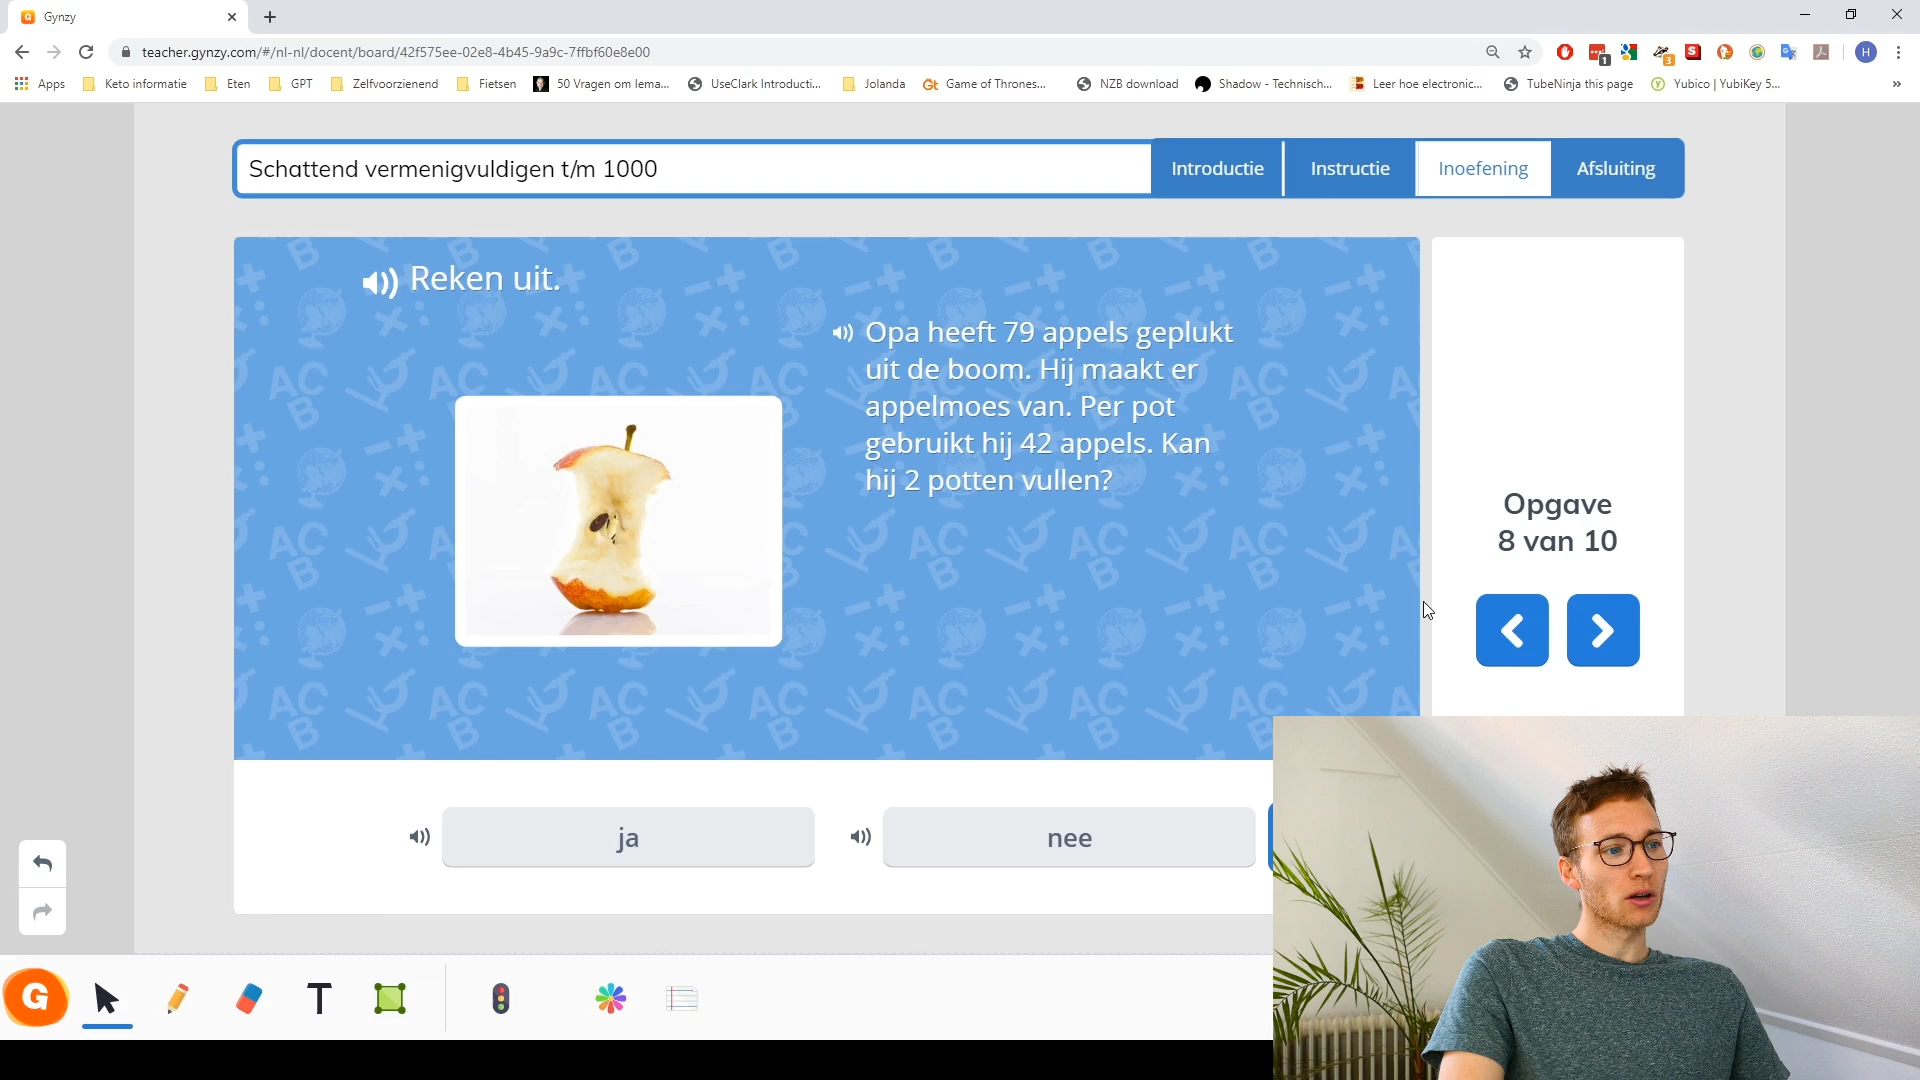 Gynzy
teacher.gynzy.com/#/nl-nl/docent/board/42f575ee-02e8-4b45-9a9c-7ffbf60e8e00
Apps Keto informatie Eten GPT Zelfvoorzienend Fietsen 50 Vragen om Iema... UseClark Introducti... Jolanda Gt Game of Thrones... NZB download Shadow - Technisch... Leer hoe electronic... TubeNinja this page Yubico | YubiKey 5... »
Schattend vermenigvuldigen t/m 1000
Introductie Instructie Inoefening Afsluiting
Reken uit.
Opa heeft 79 appels geplukt
uit de boom. Hij maakt er
appelmoes van. Per pot
gebruikt hij 42 appels. Kan
hij 2 potten vullen?
Opgave
8 van 10
ja
nee
G
T